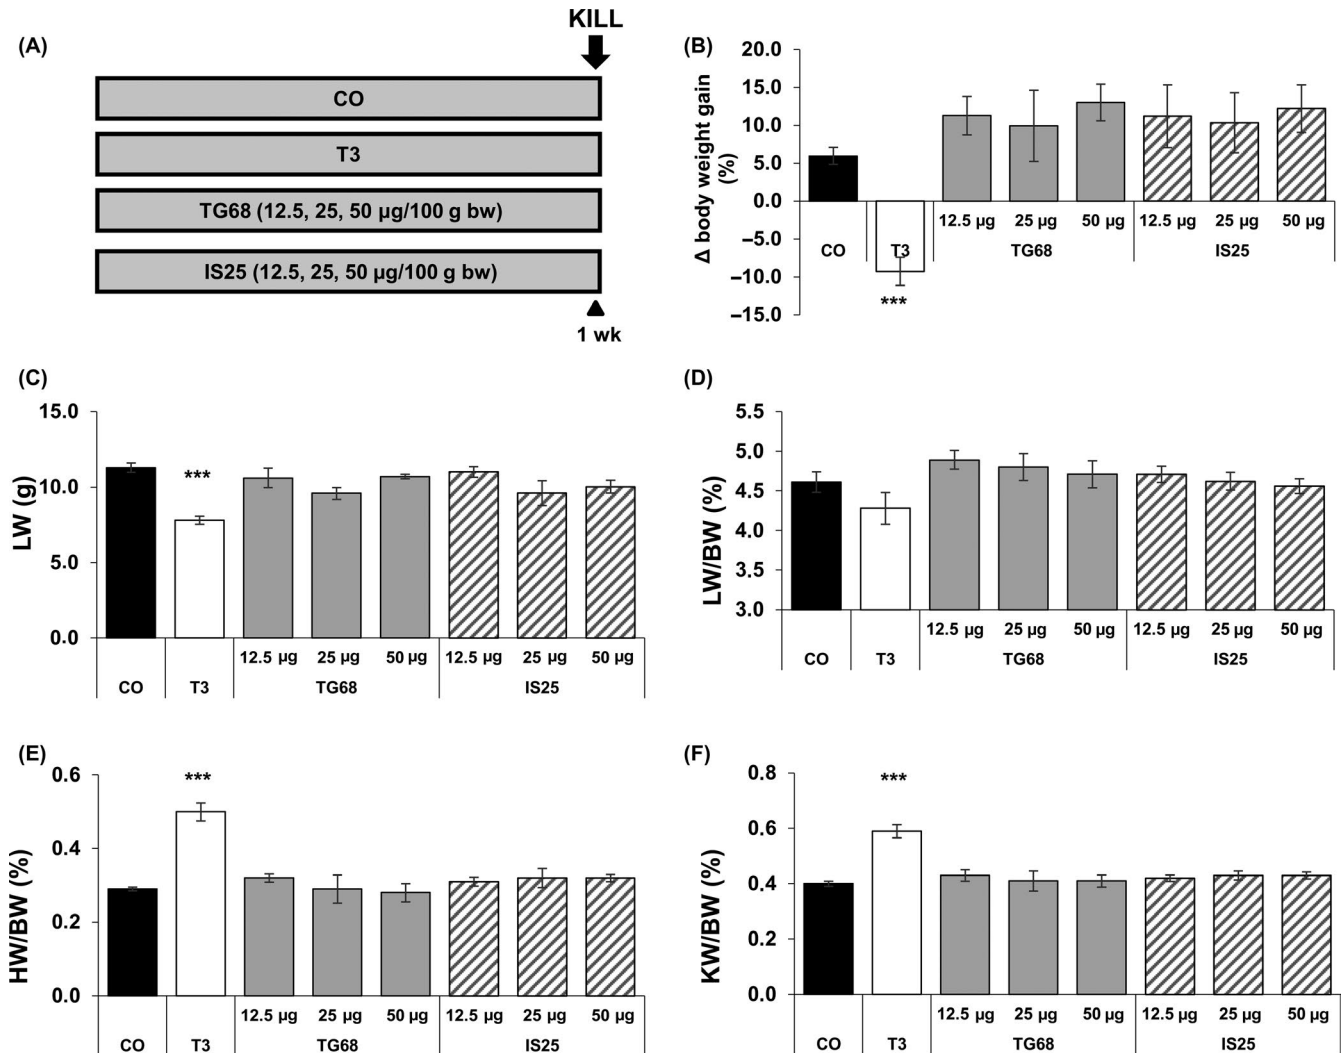 KILL
(A)
CO
T3
TG68 (12.5, 25, 50 µg/100 g bw)
IS25 (12.5, 25, 50 µg/100 g bw)
1 wk
(B)
Δ body weight gain
(%)
20.0
15.0
10.0
5.0
0.0
–5.0
–10.0
–15.0
***
12.5 µg 25 µg 50 µg 12.5 µg 25 µg 50 µg
CO T3 TG68 IS25
(C)
LW (g)
15.0
10.0
5.0
0.0
***
12.5 µg 25 µg 50 µg 12.5 µg 25 µg 50 µg
CO T3 TG68 IS25
(D)
LW/BW (%)
5.5
5.0
4.5
4.0
3.5
3.0
12.5 µg 25 µg 50 µg 12.5 µg 25 µg 50 µg
CO T3 TG68 IS25
(E)
HW/BW (%)
0.6
0.4
0.2
0.0
***
12.5 µg 25 µg 50 µg 12.5 µg 25 µg 50 µg
CO T3 TG68 IS25
(F)
KW/BW (%)
0.8
0.6
0.4
0.2
0.0
***
12.5 µg 25 µg 50 µg 12.5 µg 25 µg 50 µg
CO T3 TG68 IS25